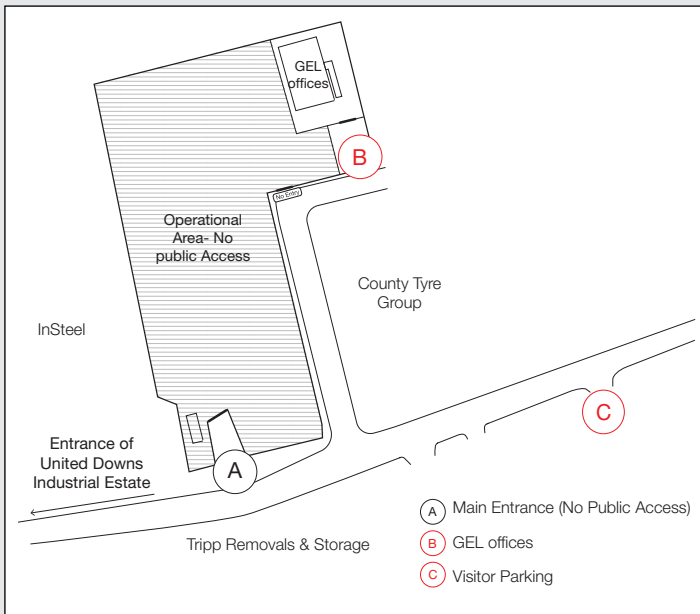 GEL
offices
B
No Entry
Operational
Area- No
public Access
County Tyre
Group
InSteel
C
Entrance of
United Downs
Industrial Estate
A
Tripp Removals & Storage
A Main Entrance (No Public Access)
B GEL offices
C Visitor Parking